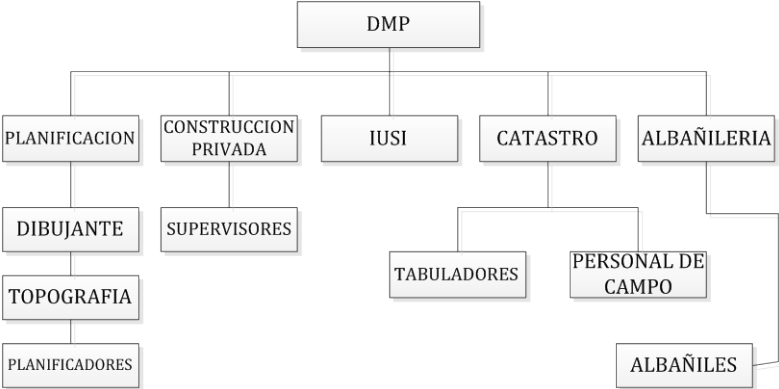 DMP
PLANIFICACION
CONSTRUCCION
PRIVADA
IUSI
CATASTRO
ALBAÑILERIA
DIBUJANTE
SUPERVISORES
TABULADORES
PERSONAL DE
CAMPO
TOPOGRAFIA
PLANIFICADORES
ALBAÑILES